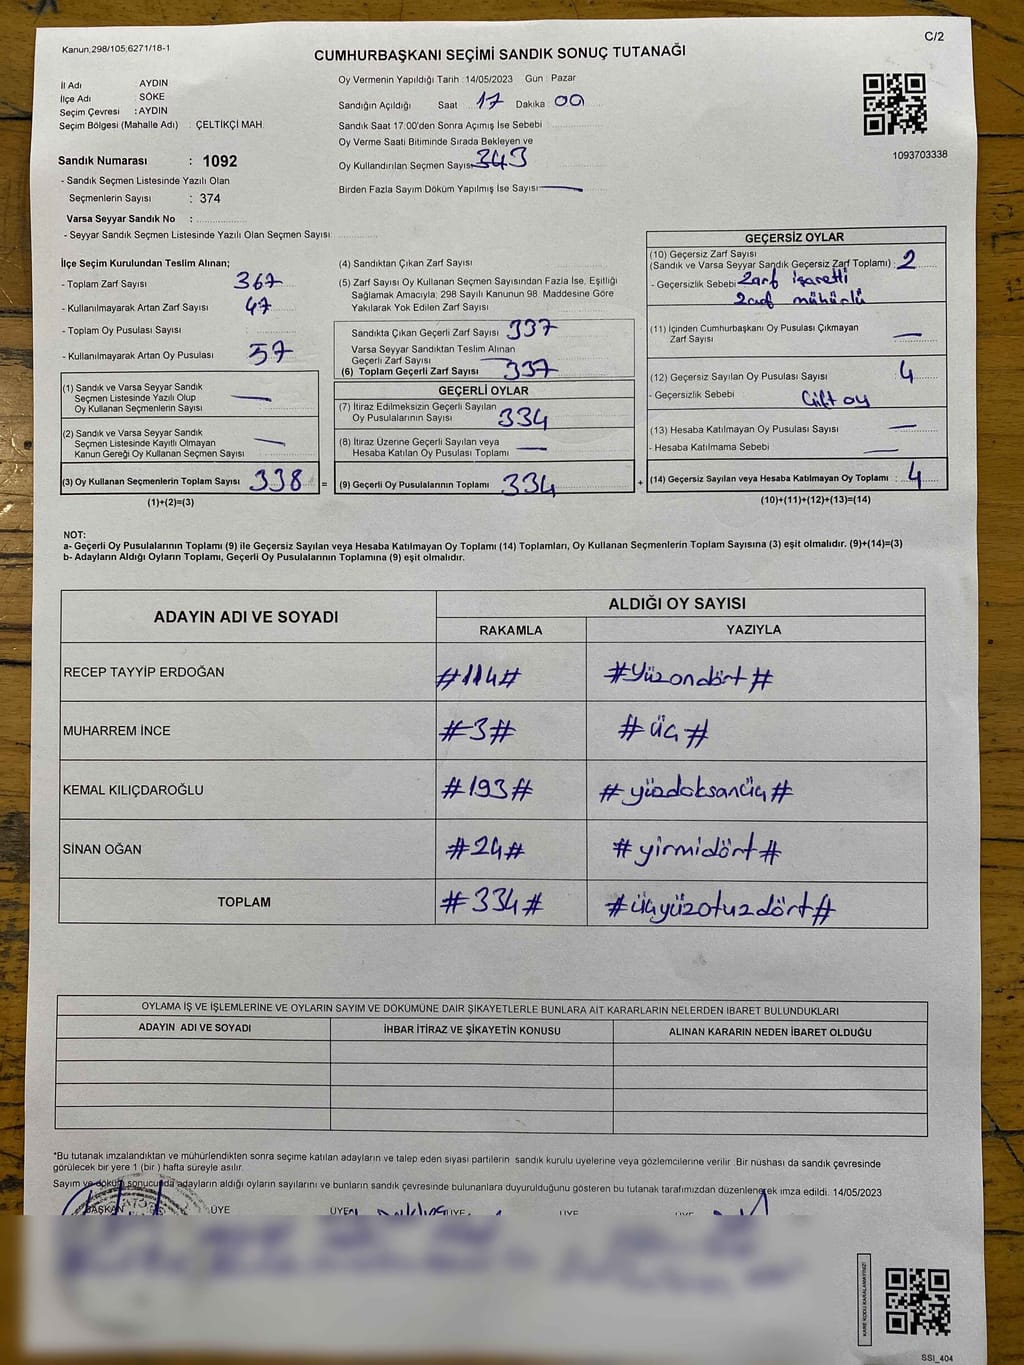 Kanun.298/105;6271/18-1
C/2
CUMHURBAŞKANI SEÇİMİ SANDIK SONUÇ TUTANAĞI
İl Adı : AYDIN
İlçe Adı : SÖKE
Seçim Çevresi : AYDIN
Seçim Bölgesi (Mahalle Adı) : ÇELTİKÇİ MAH.
Sandık Numarası : 1092
- Sandık Seçmen Listesinde Yazılı Olan
Seçmenlerin Sayısı : 374
Varsa Seyyar Sandık No :
- Seyyar Sandık Seçmen Listesinde Yazılı Olan Seçmen Sayısı:
Oy Vermenin Yapıldığı Tarih :14/05/2023 Gün : Pazar
Sandığın Açıldığı Saat 17 Dakika 00
Sandık Saat 17:00'den Sonra Açımış İse Sebebi
Oy Verme Saati Bitiminde Sırada Bekleyen ve
Oy Kullandırılan Seçmen Sayısı 343
Birden Fazla Sayım Döküm Yapılmış İse Sayısı —
1093703338
İlçe Seçim Kurulundan Teslim Alınan;
- Toplam Zarf Sayısı 367
- Kullanılmayarak Artan Zarf Sayısı 47
- Toplam Oy Pusulası Sayısı
- Kullanılmayarak Artan Oy Pusulası 57
(1) Sandık ve Varsa Seyyar Sandık
Seçmen Listesinde Yazılı Olup
Oy Kullanan Seçmenlerin Sayısı —
(2) Sandık ve Varsa Seyyar Sandık
Seçmen Listesinde Kayıtlı Olmayan
Kanun Gereği Oy Kullanan Seçmen Sayısı —
(3) Oy Kullanan Seçmenlerin Toplam Sayısı 338 =
(1)+(2)=(3)
(4) Sandıktan Çıkan Zarf Sayısı
(5) Zarf Sayısı Oy Kullanan Seçmen Sayısından Fazla İse, Eşitliği
Sağlamak Amacıyla; 298 Sayılı Kanunun 98. Maddesine Göre
Yakılarak Yok Edilen Zarf Sayısı
Sandıkta Çıkan Geçerli Zarf Sayısı 337
Varsa Seyyar Sandıktan Teslim Alınan
Geçerli Zarf Sayısı —
(6) Toplam Geçerli Zarf Sayısı 337
GEÇERLİ OYLAR
(7) İtiraz Edilmeksizin Geçerli Sayılan
Oy Pusulalarının Sayısı 334
(8) İtiraz Üzerine Geçerli Sayılan veya
Hesaba Katılan Oy Pusulası Toplamı —
(9) Geçerli Oy Pusulalarının Toplamı 334 +
GEÇERSİZ OYLAR
(10) Geçersiz Zarf Sayısı
(Sandık ve Varsa Seyyar Sandık Geçersiz Zarf Toplamı) : 2
- Geçersizlik Sebebi Zarf işaretli
Zarf mühürlü
(11) İçinden Cumhurbaşkanı Oy Pusulası Çıkmayan
Zarf Sayısı —
(12) Geçersiz Sayılan Oy Pusulası Sayısı 4
- Geçersizlik Sebebi Çift oy
(13) Hesaba Katılmayan Oy Pusulası Sayısı —
- Hesaba Katılmama Sebebi —
(14) Geçersiz Sayılan veya Hesaba Katılmayan Oy Toplamı : 4
(10)+(11)+(12)+(13)=(14)
NOT:
a- Geçerli Oy Pusulalarının Toplamı (9) ile Geçersiz Sayılan veya Hesaba Katılmayan Oy Toplamı (14) Toplamları, Oy Kullanan Seçmenlerin Toplam Sayısına (3) eşit olmalıdır. (9)+(14)=(3)
b- Adayların Aldığı Oyların Toplamı, Geçerli Oy Pusulalarının Toplamına (9) eşit olmalıdır.
ADAYIN ADI VE SOYADI
ALDIĞI OY SAYISI
RAKAMLA YAZIYLA
RECEP TAYYİP ERDOĞAN #114# #Yüzondört#
MUHARREM İNCE #3# #üç#
KEMAL KILIÇDAROĞLU #193# #yüzdoksanüç#
SİNAN OĞAN #24# #yirmidört#
TOPLAM #334# #üçyüzotuzdört#
OYLAMA İŞ VE İŞLEMLERİNE VE OYLARIN SAYIM VE DÖKÜMÜNE DAİR ŞİKAYETLERLE BUNLARA AİT KARARLARIN NELERDEN İBARET BULUNDUKLARI
ADAYIN ADI VE SOYADI İHBAR İTİRAZ VE ŞİKAYETİN KONUSU ALINAN KARARIN NEDEN İBARET OLDUĞU
*Bu tutanak imzalandıktan ve mühürlendikten sonra seçime katılan adayların ve talep eden siyasi partilerin sandık kurulu üyelerine veya gözlemcilerine verilir. Bir nüshası da sandık çevresinde
görülecek bir yere 1 (bir ) hafta süreyle asılır.
Sayım ve döküm sonucunda adayların aldığı oyların sayılarını ve bunların sandık çevresinde bulunanlara duyurulduğunu gösteren bu tutanak tarafımızdan düzenlenerek imza edildi. 14/05/2023
BAŞKAN ÜYE ÜYE ÜYE ÜYE ÜYE
KARE KODU KARALAMAYINIZ!
SSI_404